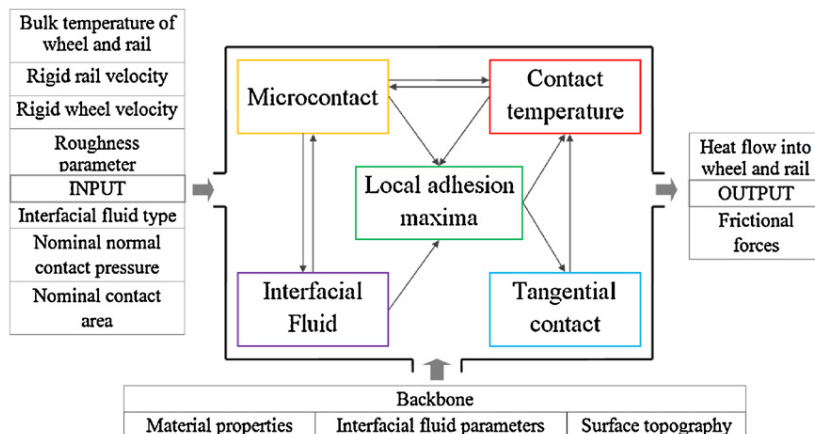 Bulk temperature of
wheel and rail
Rigid rail velocity
Rigid wheel velocity
Roughness
parameter
INPUT
Interfacial fluid type
Nominal normal
contact pressure
Nominal contact
area
Microcontact
Contact
temperature
Local adhesion
maxima
Interfacial
Fluid
Tangential
contact
Heat flow into
wheel and rail
OUTPUT
Frictional
forces
Backbone
Material properties
Interfacial fluid parameters
Surface topography